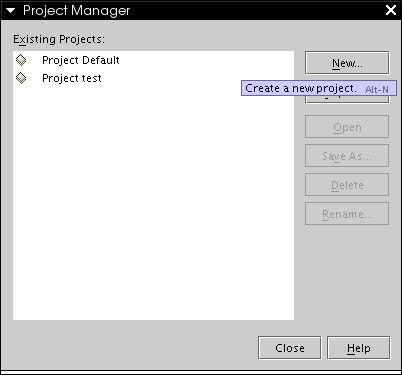 Project Manager
Existing Projects:
Project Default
Project test
New...
Create a new project. Alt-N
Open
Save As...
Delete
Rename...
Close
Help